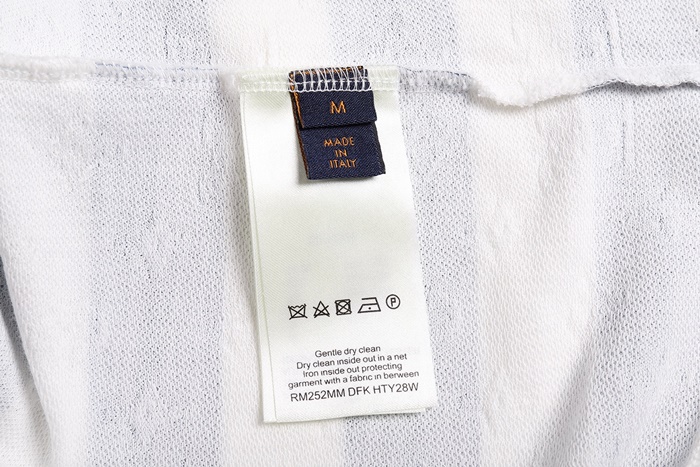 M
MADE
IN
ITALY
P
Gentle dry clean
Dry clean inside out in a net
Iron inside out protecting
garment with a fabric in berween
RM252MM DFK HTY28W